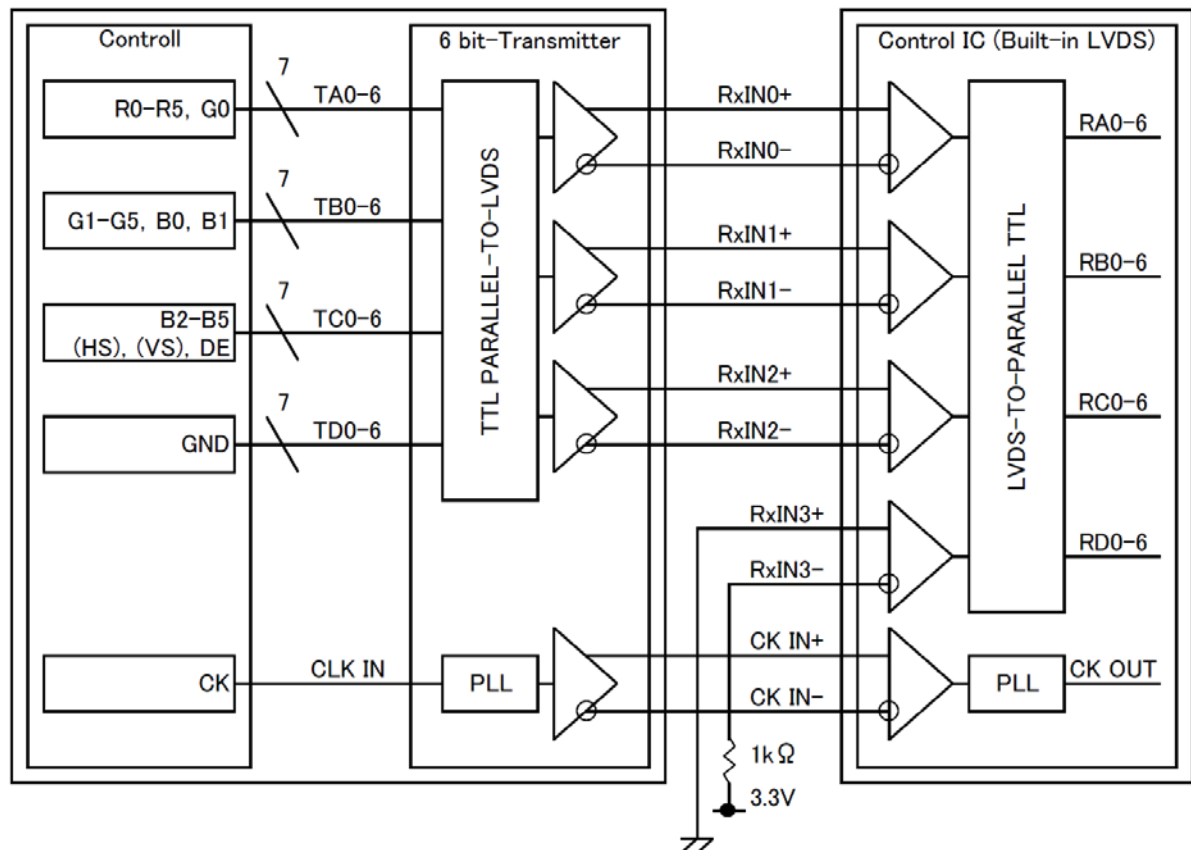 Controll
6 bit-Transmitter
Control IC (Built-in LVDS)
R0-R5, G0
7
TA0-6
G1-G5, B0, B1
7
TB0-6
B2-B5
(HS), (VS), DE
7
TC0-6
GND
7
TD0-6
CK
CLK IN
TTL PARALLEL-TO-LVDS
PLL
RxIN0+
RxIN0-
RxIN1+
RxIN1-
RxIN2+
RxIN2-
RxIN3+
RxIN3-
CK IN+
CK IN-
1kΩ
3.3V
LVDS-TO-PARALLEL TTL
PLL
RA0-6
RB0-6
RC0-6
RD0-6
CK OUT